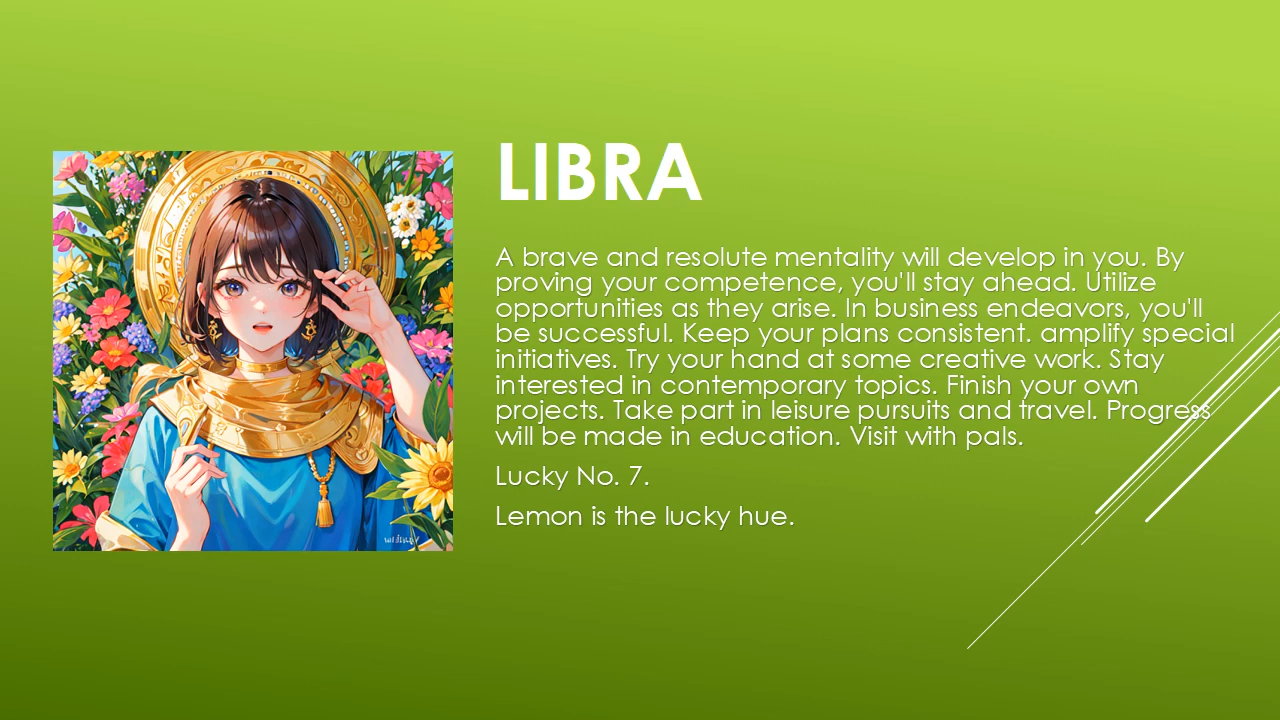 LIBRA
A brave and resolute mentality will develop in you. By
proving your competence, you'll stay ahead. Utilize
opportunities as they arise. In business endeavors, you'll
be successful. Keep your plans consistent. amplify special
initiatives. Try your hand at some creative work. Stay
interested in contemporary topics. Finish your own
projects. Take part in leisure pursuits and travel. Progress
will be made in education. Visit with pals.
Lucky No. 7.
Lemon is the lucky hue.